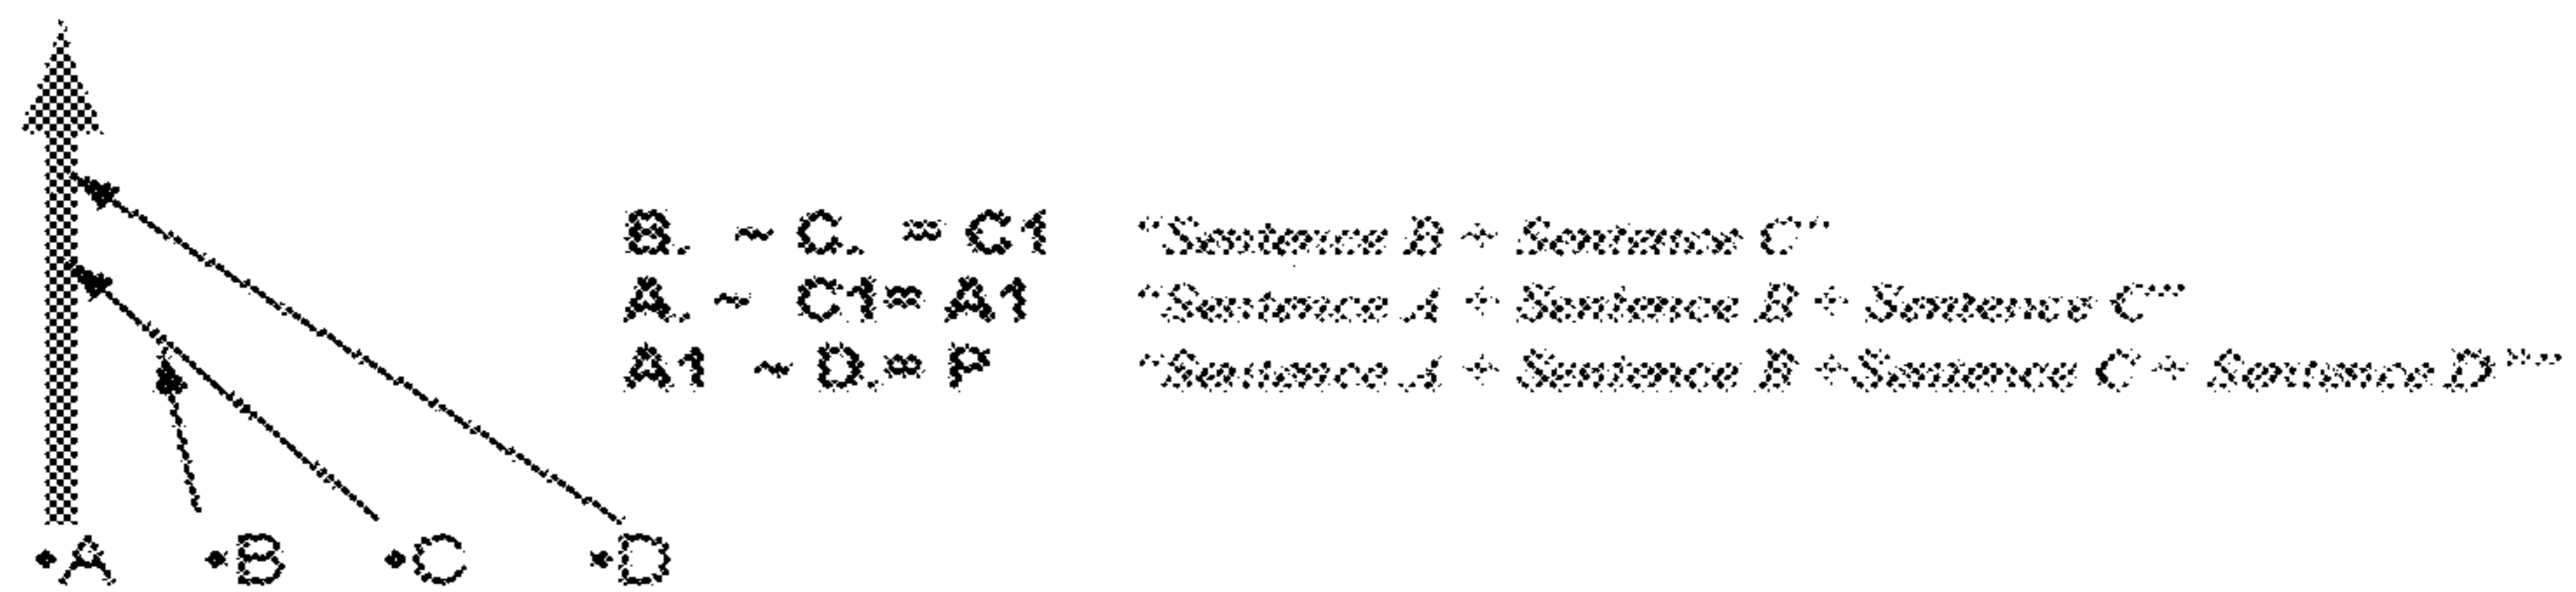 B. ~ C. = C1 "Sentence B + Sentence C"
A. ~ C1= A1 "Sentence A + Sentence B + Sentence C"
A1 ~ D.= P "Sentence A + Sentence B +Sentence C + Sentence D"
•A •B •C •D